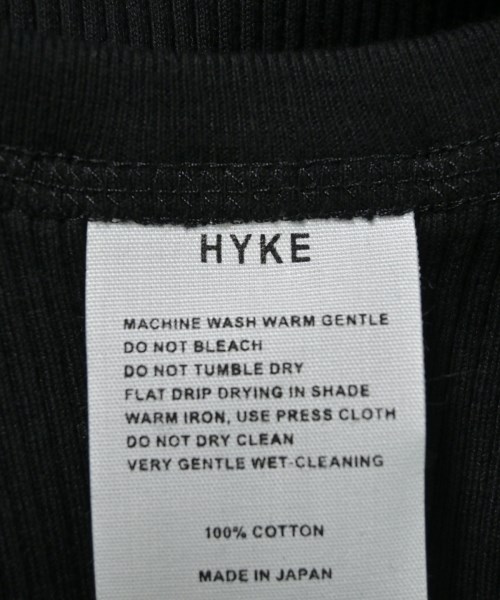 HYKE
MACHINE WASH WARM GENTLE
DO NOT BLEACH
DO NOT TUMBLE DRY
FLAT DRIP DRYING IN SHADE
WARM IRON, USE PRESS CLOTH
DO NOT DRY CLEAN
VERY GENTLE WET-CLEANING
100% COTTON
MADE IN JAPAN